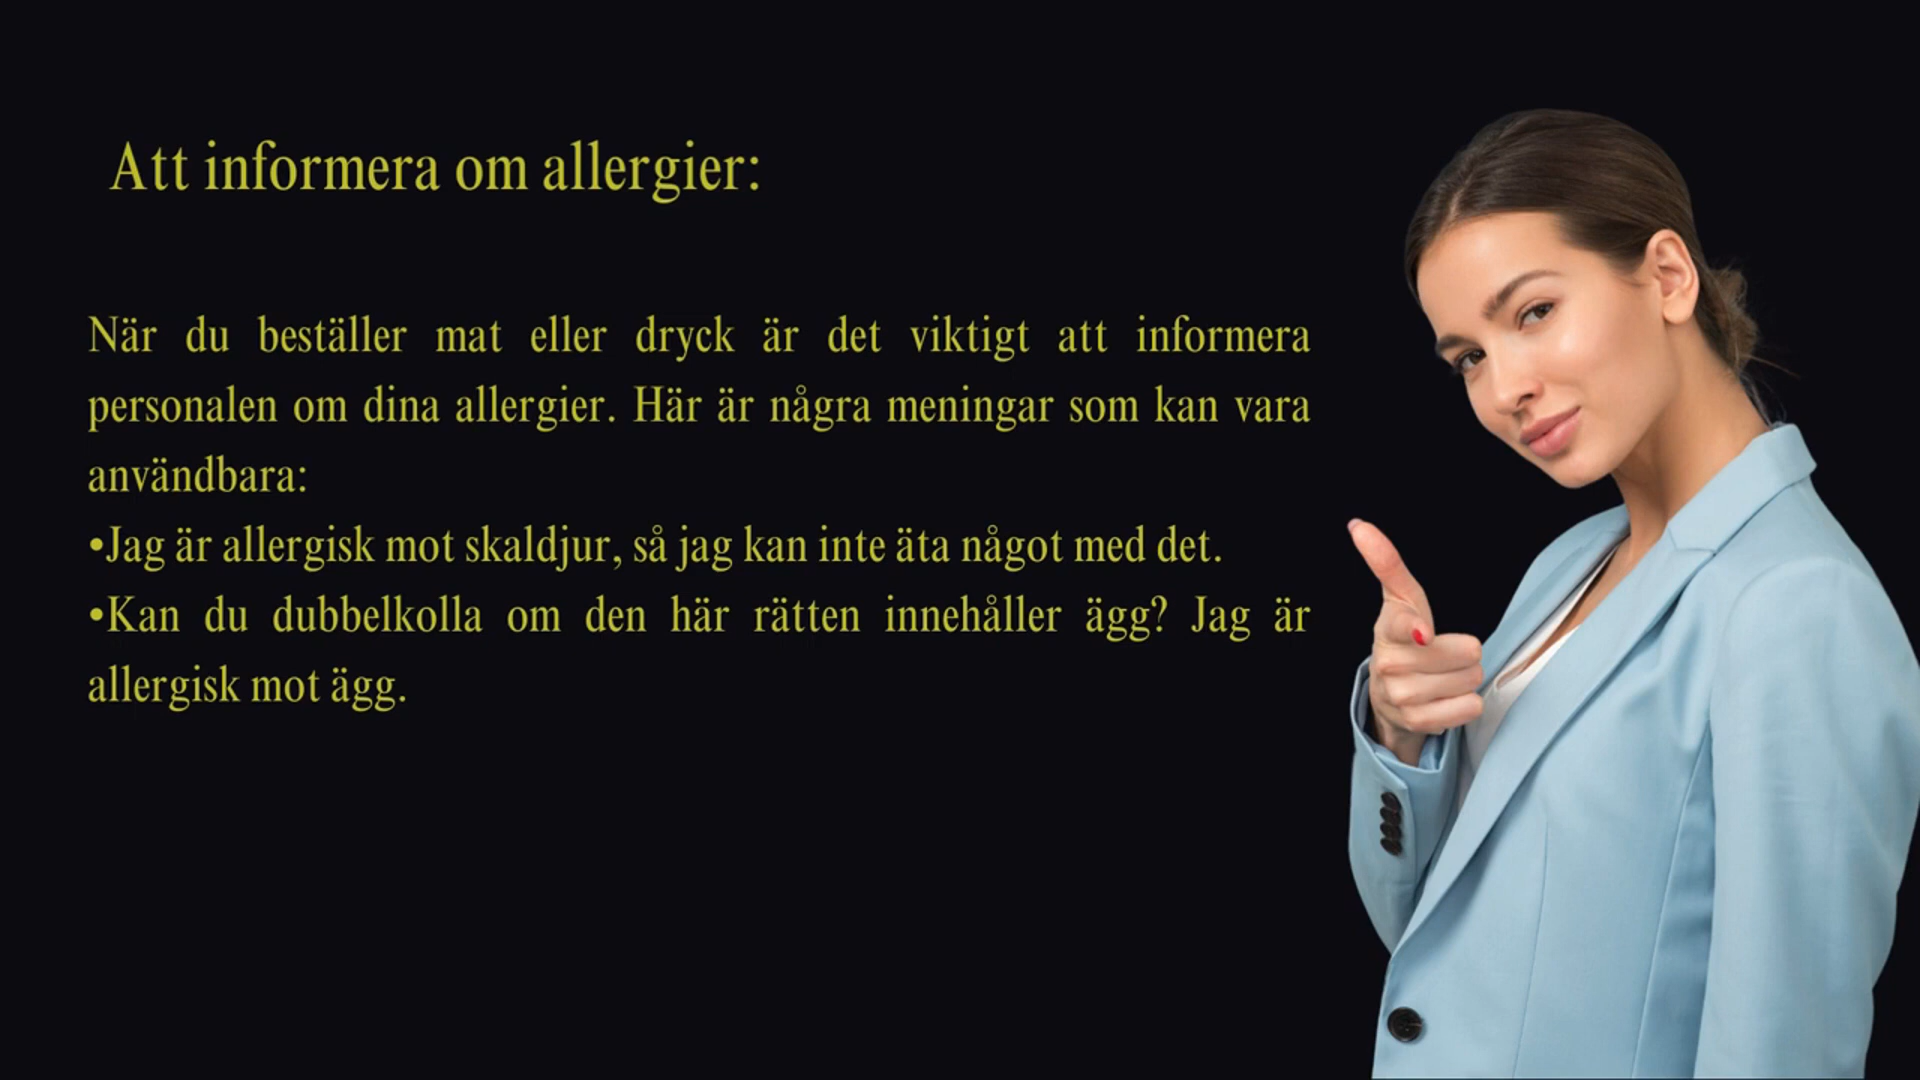 Att informera om allergier:
När du beställer mat eller dryck är det viktigt att informera
personalen om dina allergier. Här är några meningar som kan vara
användbara:
•Jag är allergisk mot skaldjur, så jag kan inte äta något med det.
•Kan du dubbelkolla om den här rätten innehåller ägg? Jag är
allergisk mot ägg.